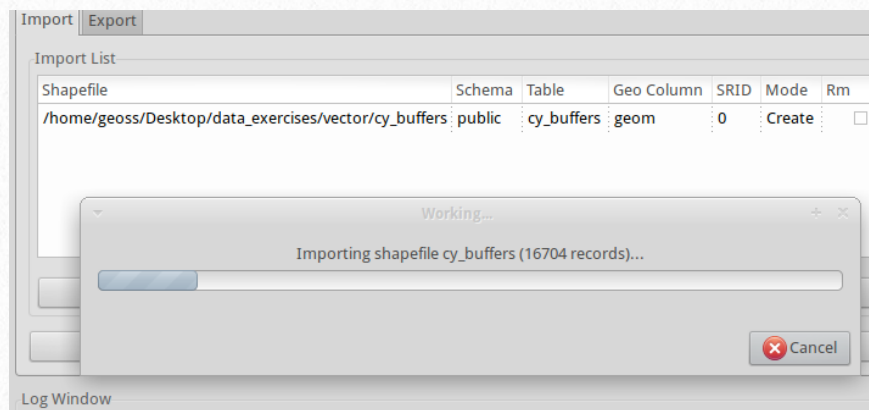 Import Export
Import List
Shapefile Schema Table Geo Column SRID Mode Rm
/home/geoss/Desktop/data_exercises/vector/cy_buffers public cy_buffers geom 0 Create
Working...
Importing shapefile cy_buffers (16704 records)...
Cancel
Log Window